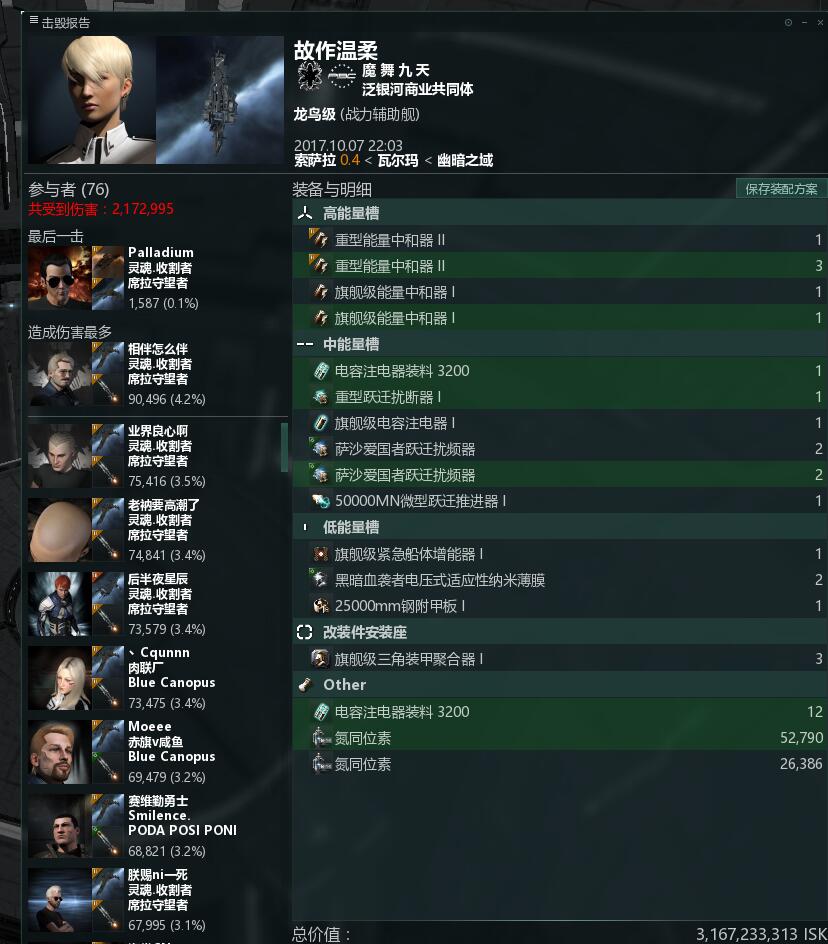 击毁报告
故作温柔
魔舞九天
泛银河商业共同体
龙鸟级 (战力辅助舰)
2017.10.07 22:03
索萨拉 0.4 < 瓦尔玛 < 幽暗之域
参与者 (76)
共受到伤害：2,172,995
最后一击
Palladium
灵魂.收割者
席拉守望者
1,587 (0.1%)
造成伤害最多
相伴怎么伴
灵魂.收割者
席拉守望者
90,496 (4.2%)
业界良心啊
灵魂.收割者
席拉守望者
75,416 (3.5%)
老衲要高潮了
灵魂.收割者
席拉守望者
74,841 (3.4%)
后半夜星辰
灵魂.收割者
席拉守望者
73,579 (3.4%)
丶Cqunnn
肉联厂
Blue Canopus
73,475 (3.4%)
Moeee
赤旗v咸鱼
Blue Canopus
69,479 (3.2%)
赛维勤勇士
Smilence.
PODA POSI PONI
68,821 (3.2%)
朕赐ni一死
灵魂.收割者
席拉守望者
67,995 (3.1%)
装备与明细
保存装配方案
高能量槽
重型能量中和器 II 1
重型能量中和器 II 3
旗舰级能量中和器 I 1
旗舰级能量中和器 I 1
中能量槽
电容注电器装料 3200 1
重型跃迁扰断器 I 1
旗舰级电容注电器 I 1
萨沙爱国者跃迁扰频器 2
萨沙爱国者跃迁扰频器 2
50000MN微型跃迁推进器 I 1
低能量槽
旗舰级紧急船体增能器 I 1
黑暗血袭者电压式适应性纳米薄膜 2
25000mm钢附甲板 I 1
改装件安装座
旗舰级三角装甲聚合器 I 3
Other
电容注电器装料 3200 12
氮同位素 52,790
氮同位素 26,386
总价值： 3,167,233,313 ISK